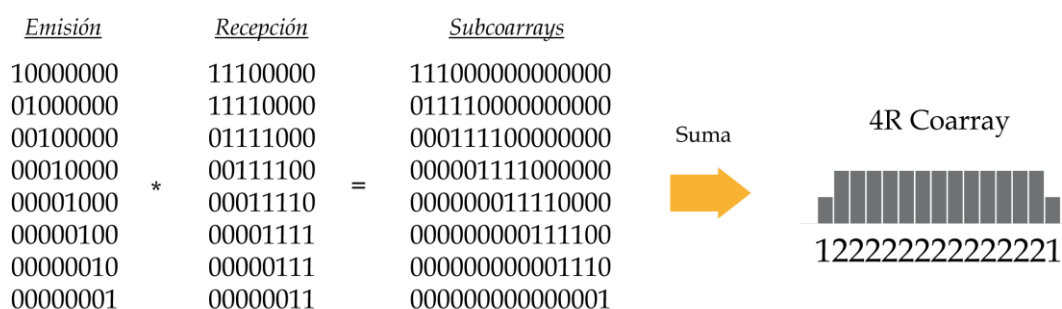 Emisión Recepción Subcoarrays
10000000 11100000 111000000000000
01000000 11110000 011110000000000
00100000 01111000 000111100000000
00010000 00111100 000001111000000
* =
00001000 00011110 000000011110000
00000100 00001111 000000000111100
00000010 00000111 000000000001110
00000001 00000011 000000000000001
Suma
4R Coarray
122222222222221